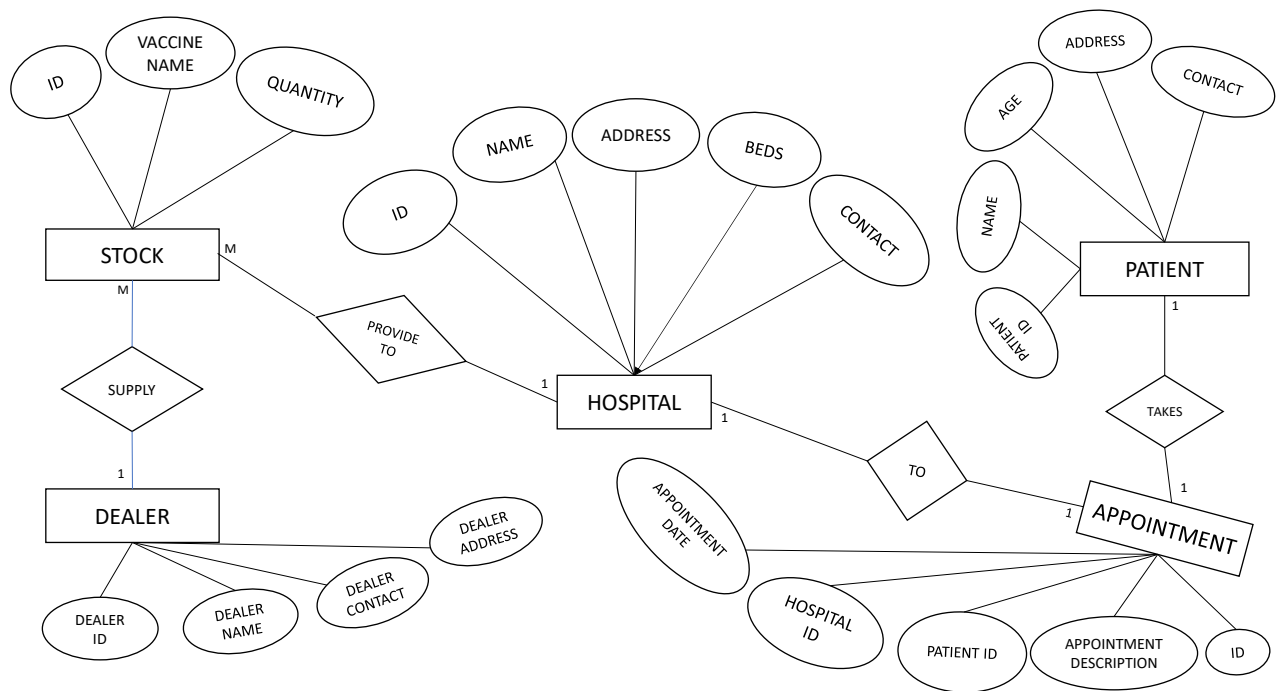 ID
VACCINE
NAME
QUANTITY
STOCK
M
M
SUPPLY
1
DEALER
DEALER
ID
DEALER
NAME
DEALER
CONTACT
DEALER
ADDRESS
PROVIDE
TO
1
ID
NAME
ADDRESS
BEDS
CONTACT
HOSPITAL
1
TO
1
PATIENT
ID
NAME
AGE
ADDRESS
CONTACT
PATIENT
1
TAKES
1
APPOINTMENT
APPOINTMENT
DATE
HOSPITAL
ID
PATIENT ID
APPOINTMENT
DESCRIPTION
ID